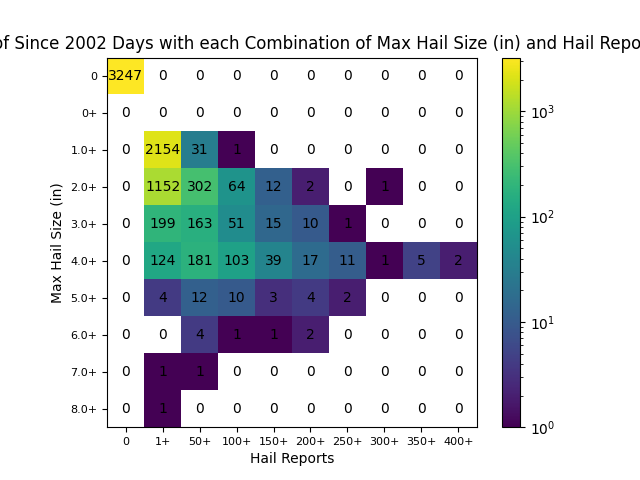 of Since 2002 Days with each Combination of Max Hail Size (in) and Hail Repo
0 3247 0 0 0 0 0 0 0 0 0
0+ 0 0 0 0 0 0 0 0 0 0
1.0+ 0 2154 31 1 0 0 0 0 0 0
2.0+ 0 1152 302 64 12 2 0 1 0 0
3.0+ 0 199 163 51 15 10 1 0 0 0
4.0+ 0 124 181 103 39 17 11 1 5 2
5.0+ 0 4 12 10 3 4 2 0 0 0
6.0+ 0 0 4 1 1 2 0 0 0 0
7.0+ 0 1 1 0 0 0 0 0 0 0
8.0+ 0 1 0 0 0 0 0 0 0 0
0 1+ 50+ 100+ 150+ 200+ 250+ 300+ 350+ 400+
Hail Reports
Max Hail Size (in)
10³
10²
10¹
10⁰